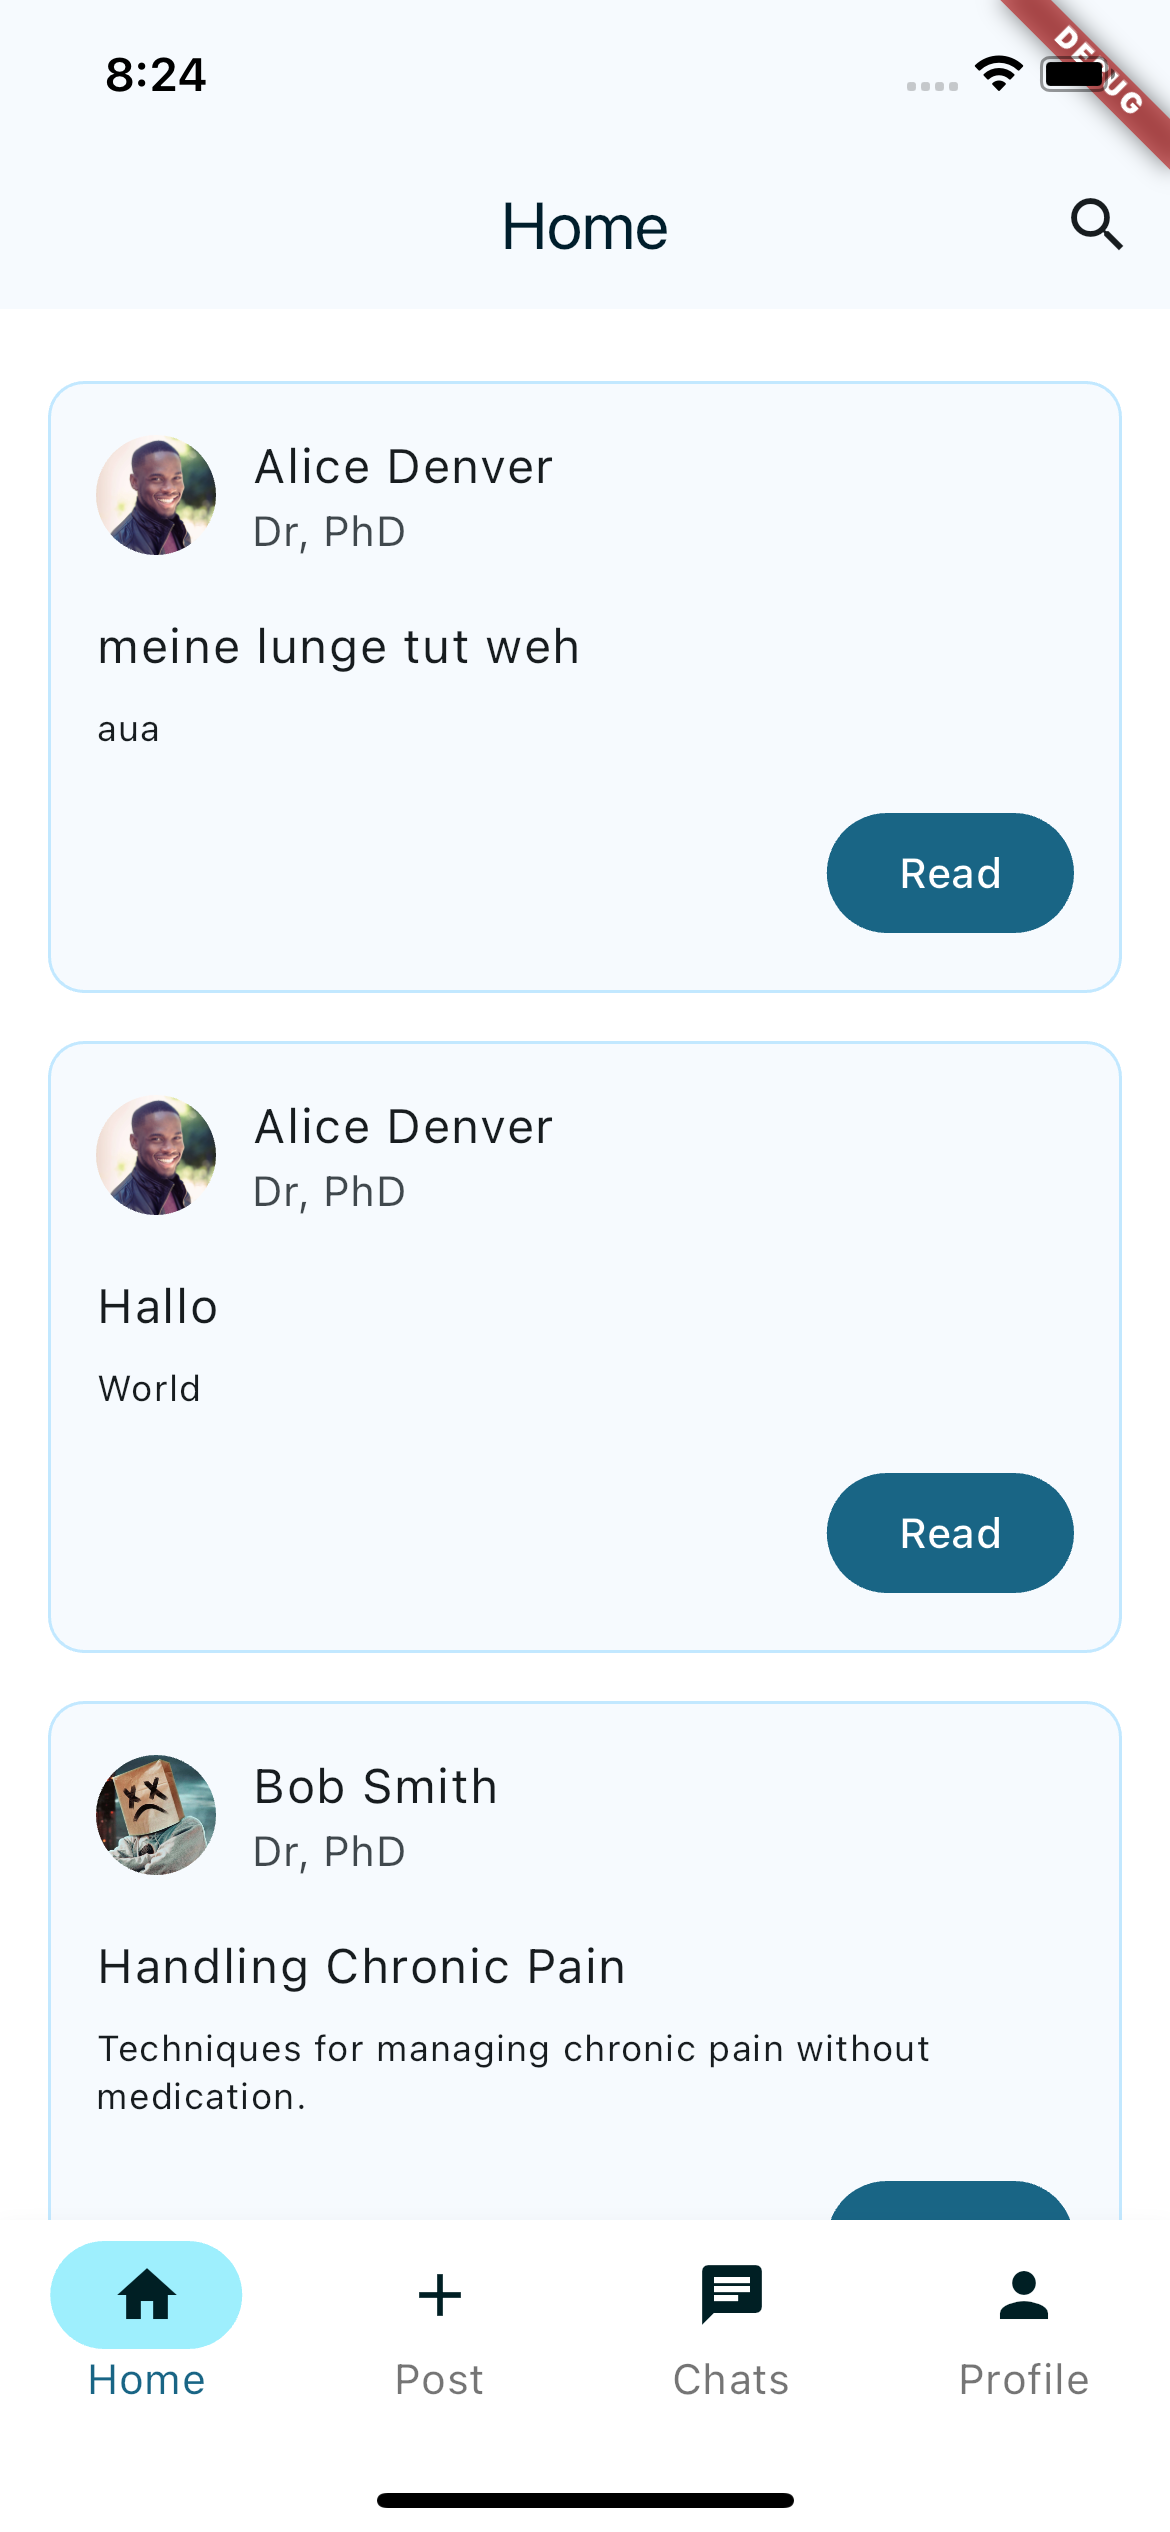 8:24
DEBUG
Home
Alice Denver
Dr, PhD
meine lunge tut weh
aua
Read
Alice Denver
Dr, PhD
Hallo
World
Read
Bob Smith
Dr, PhD
Handling Chronic Pain
Techniques for managing chronic pain without
medication.
Home
Post
Chats
Profile